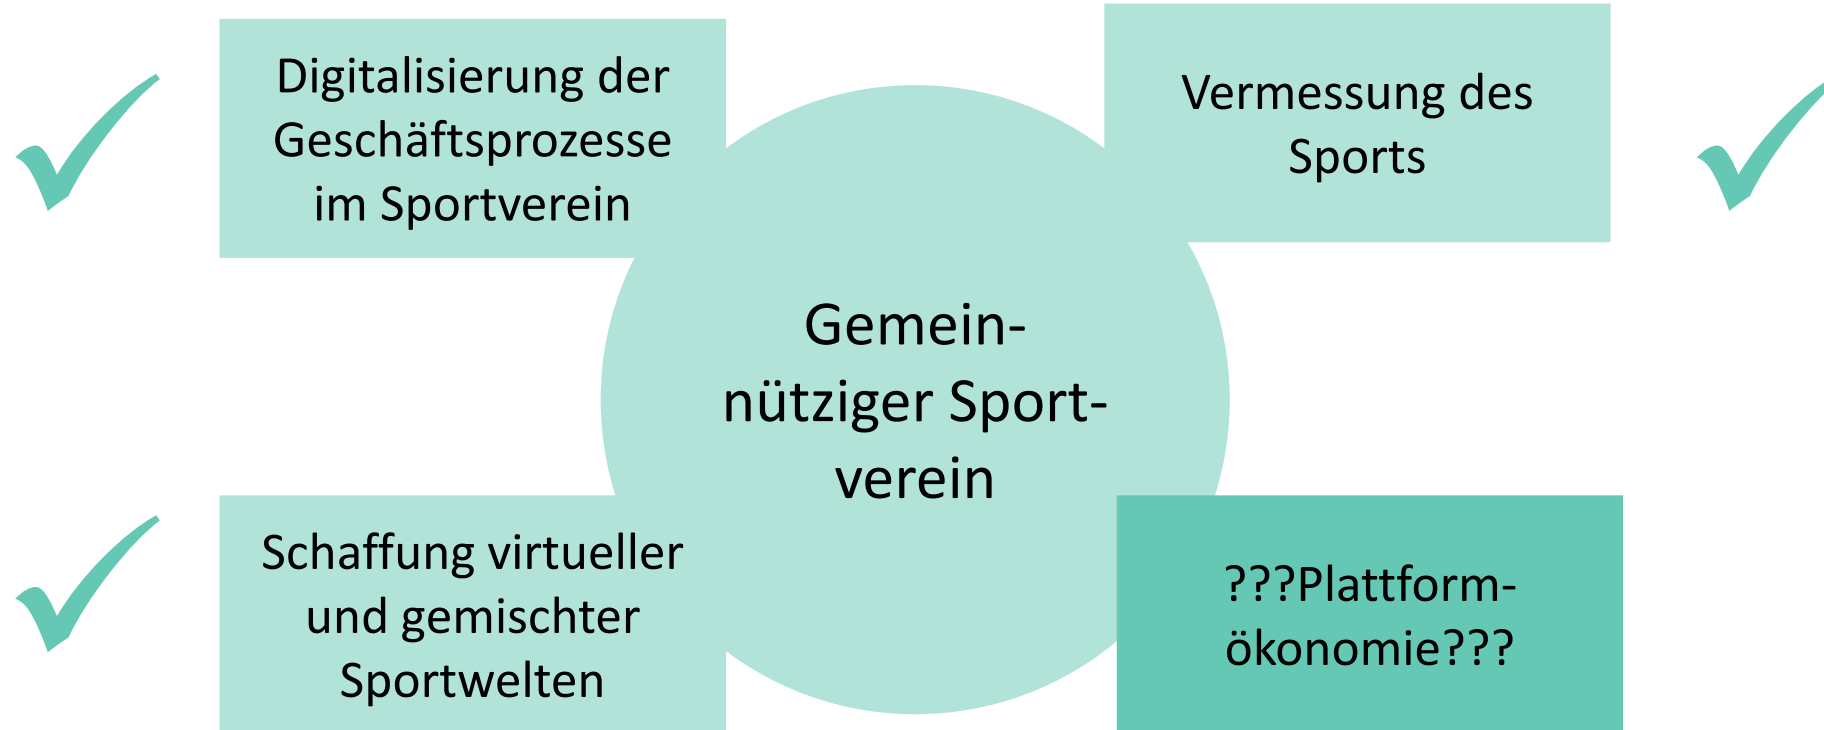 Digitalisierung der
Geschäftsprozesse
im Sportverein
Vermessung des
Sports
Gemein-
nütziger Sport-
verein
Schaffung virtueller
und gemischter
Sportwelten
???Plattform-
ökonomie???